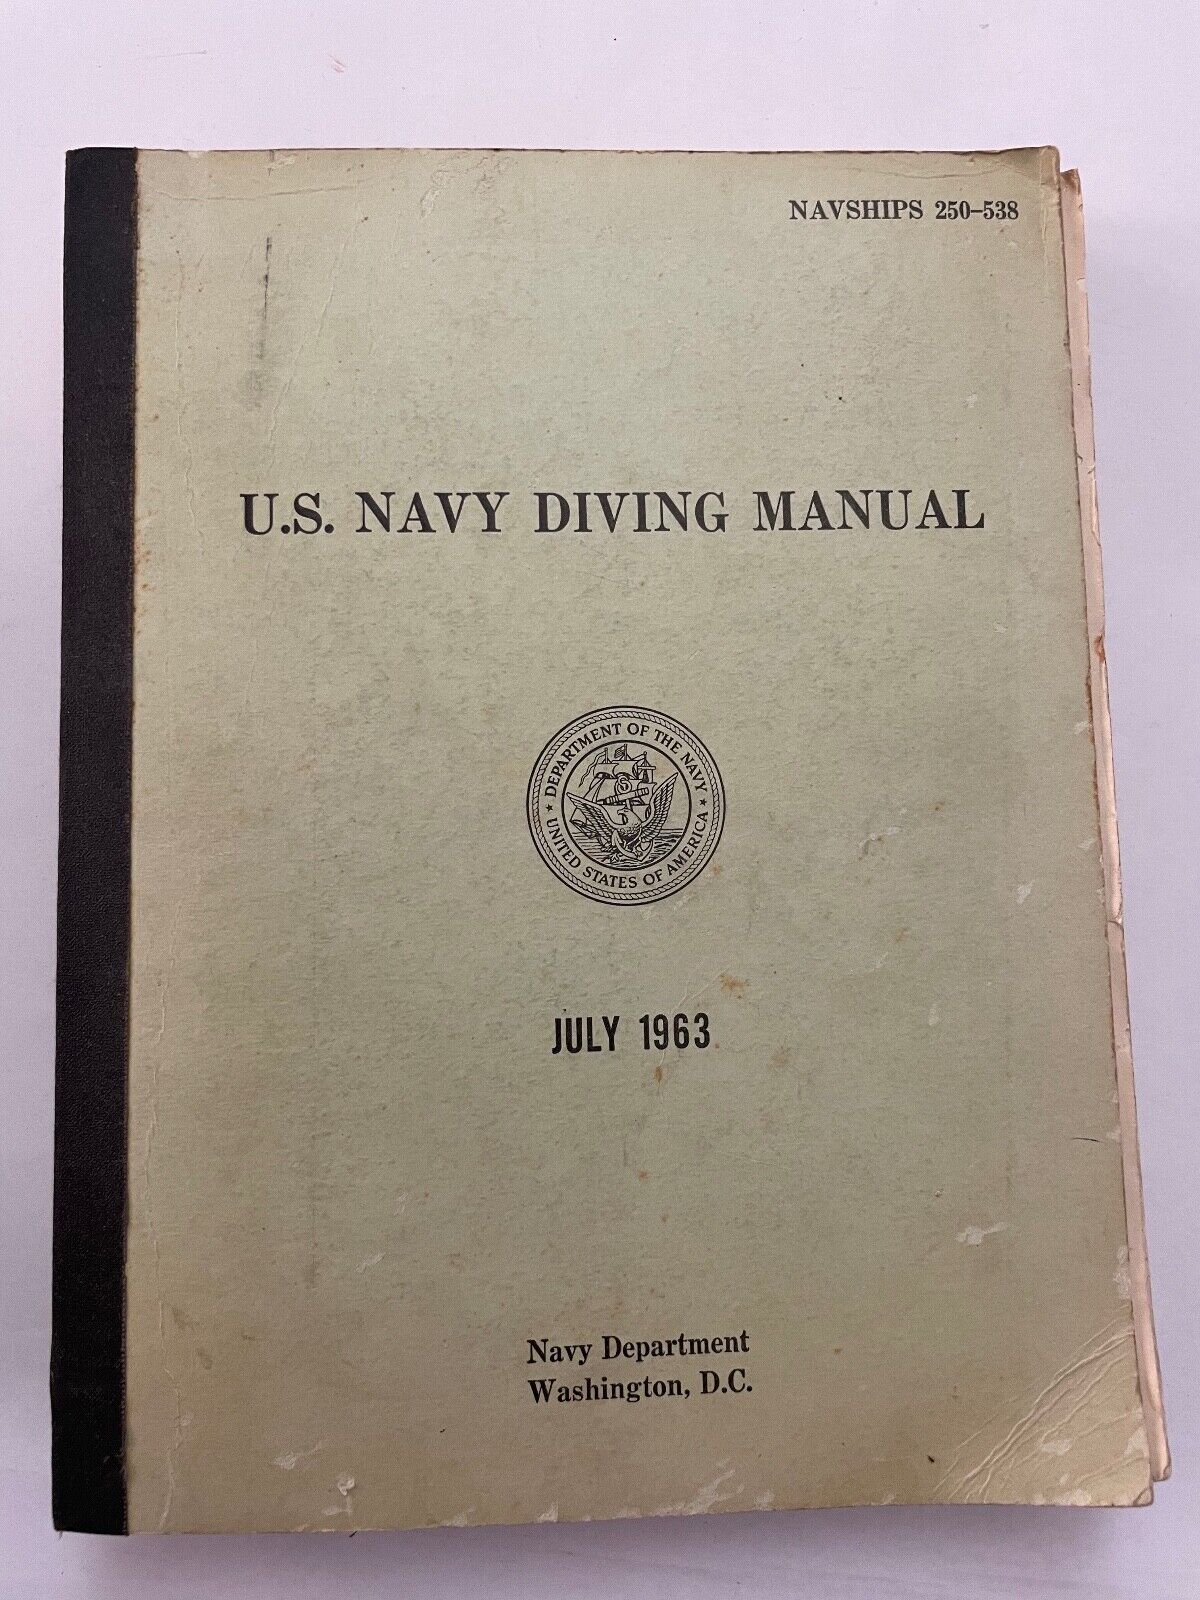 NAVSHIPS 250–538
U.S. NAVY DIVING MANUAL
DEPARTMENT OF THE NAVY
★ UNITED STATES OF AMERICA ★
JULY 1963
Navy Department
Washington, D.C.